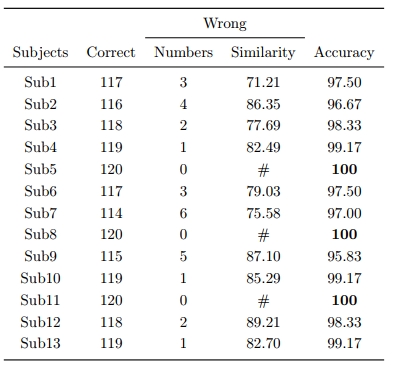 Wrong
Subjects Correct Numbers Similarity Accuracy
Sub1 117 3 71.21 97.50
Sub2 116 4 86.35 96.67
Sub3 118 2 77.69 98.33
Sub4 119 1 82.49 99.17
Sub5 120 0 # 100
Sub6 117 3 79.03 97.50
Sub7 114 6 75.58 97.00
Sub8 120 0 # 100
Sub9 115 5 87.10 95.83
Sub10 119 1 85.29 99.17
Sub11 120 0 # 100
Sub12 118 2 89.21 98.33
Sub13 119 1 82.70 99.17